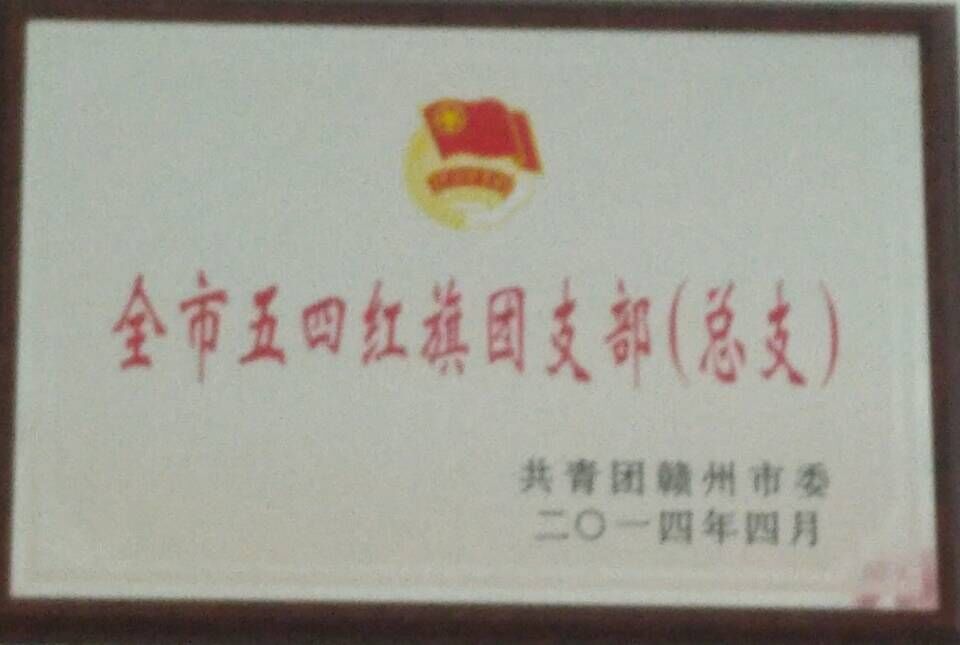 全市五四红旗团支部(总支)
共青团赣州市委
二〇一四年四月